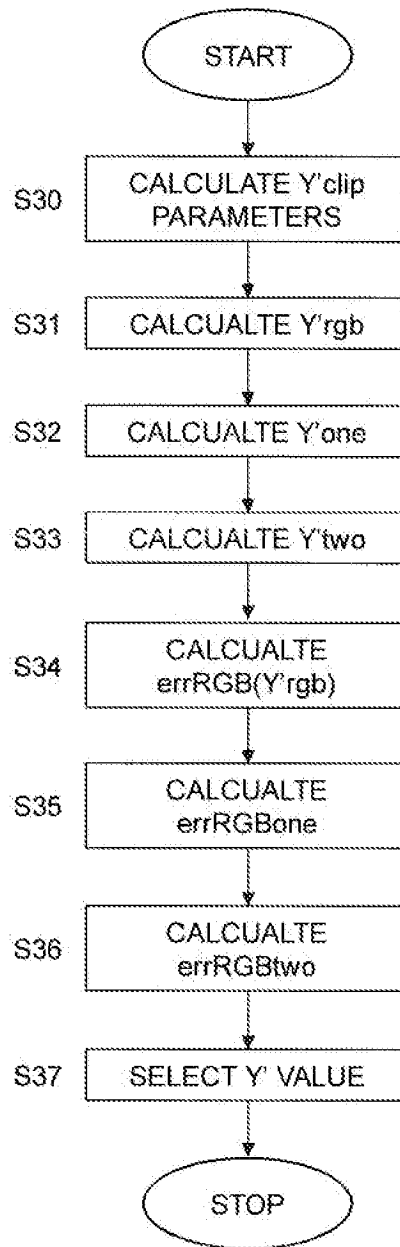 START
S30
CALCULATE Y'clip
PARAMETERS
S31
CALCUALTE Y'rgb
S32
CALCUALTE Y'one
S33
CALCUALTE Y'two
S34
CALCUALTE
errRGB(Y'rgb)
S35
CALCUALTE
errRGBone
S36
CALCUALTE
errRGBtwo
S37
SELECT Y' VALUE
STOP